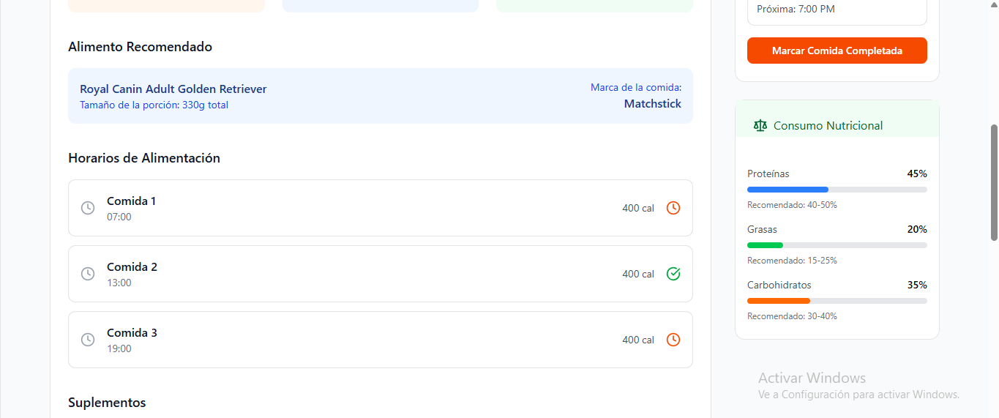 Alimento Recomendado
Royal Canin Adult Golden Retriever
Tamaño de la porción: 330g total
Marca de la comida:
Matchstick
Horarios de Alimentación
Comida 1
07:00
400 cal
Comida 2
13:00
400 cal
Comida 3
19:00
400 cal
Suplementos
Próxima: 7:00 PM
Marcar Comida Completada
Consumo Nutricional
Proteínas 45%
Recomendado: 40-50%
Grasas 20%
Recomendado: 15-25%
Carbohidratos 35%
Recomendado: 30-40%
Activar Windows
Ve a Configuración para activar Windows.